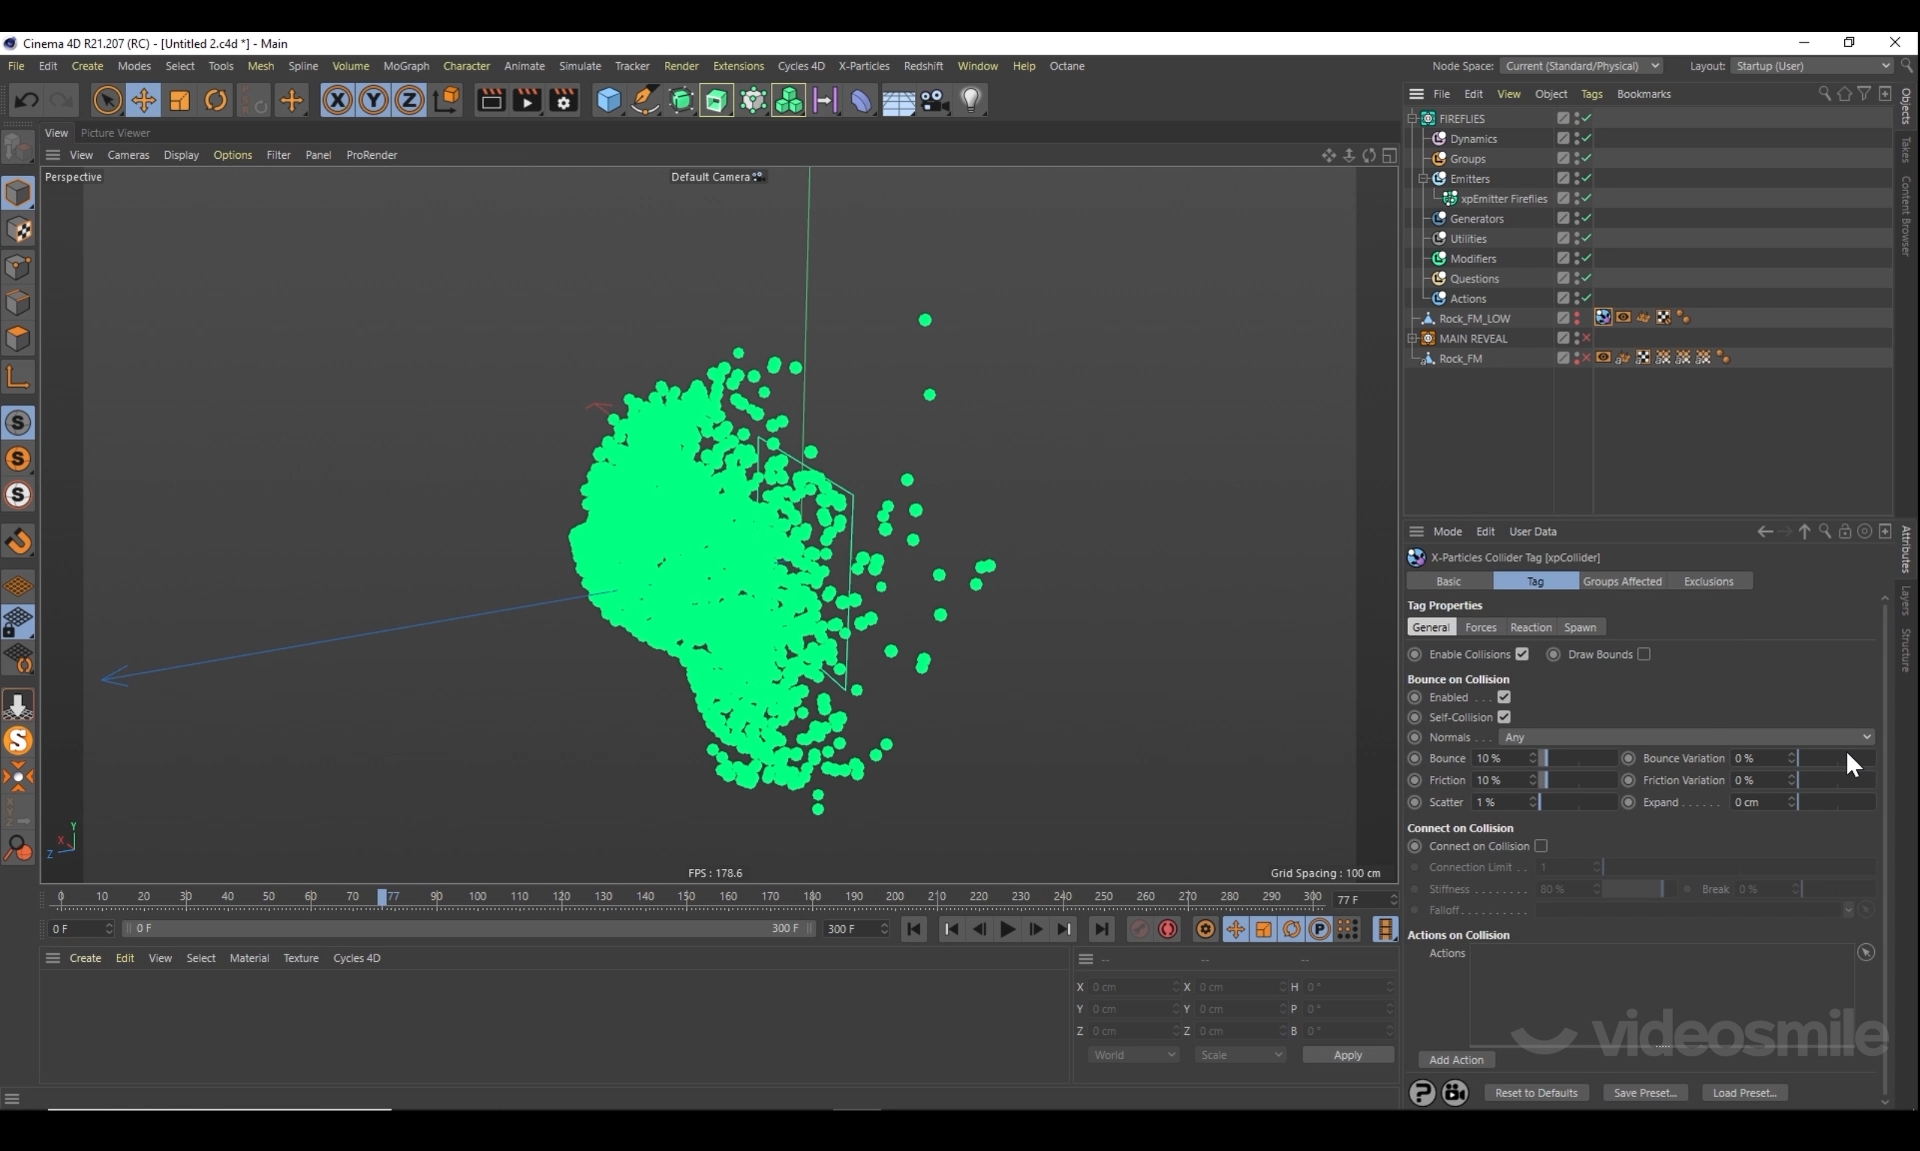 Cinema 4D R21.207 (RC) - [Untitled 2.c4d *] - Main
File Edit Create Modes Select Tools Mesh Spline Volume MoGraph Character Animate Simulate Tracker Render Extensions Cycles 4D X-Particles Redshift Window Help Octane
Node Space: Current (Standard/Physical) Layout: Startup (User)
X Y Z
File Edit View Object Tags Bookmarks
Objects
Takes
Content Browser
View Picture Viewer
View Cameras Display Options Filter Panel ProRender
Perspective
Default Camera
FIREFLIES
Dynamics
Groups
Emitters
xpEmitter Fireflies
Generators
Utilities
Modifiers
Questions
Actions
Rock_FM_LOW
MAIN REVEAL
Rock_FM
Mode Edit User Data
Attributes
Layers
Structure
X-Particles Collider Tag [xpCollider]
Basic Tag Groups Affected Exclusions
Tag Properties
General Forces Reaction Spawn
Enable Collisions Draw Bounds
Bounce on Collision
Enabled . . .
Self-Collision
Normals . . . Any
Bounce 10 % Bounce Variation 0 %
Friction 10 % Friction Variation 0 %
Scatter 1 % Expand . . . . . . 0 cm
Connect on Collision
Connect on Collision
Connection Limit . . 1
Stiffness . . . . . . . . 80 % Break 0 %
Falloff. . . . . . . . . .
Actions on Collision
Actions
Add Action
Reset to Defaults Save Preset... Load Preset...
videosmile
Y
X
Z
FPS : 178.6
Grid Spacing : 100 cm
0 10 20 30 40 50 60 70 77 90 100 110 120 130 140 150 160 170 180 190 200 210 220 230 240 250 260 270 280 290 300 77 F
0 F 0 F 300 F 300 F
P
Create Edit View Select Material Texture Cycles 4D
-- -- --
X 0 cm X 0 cm H 0 °
Y 0 cm Y 0 cm P 0 °
Z 0 cm Z 0 cm B 0 °
World Scale Apply